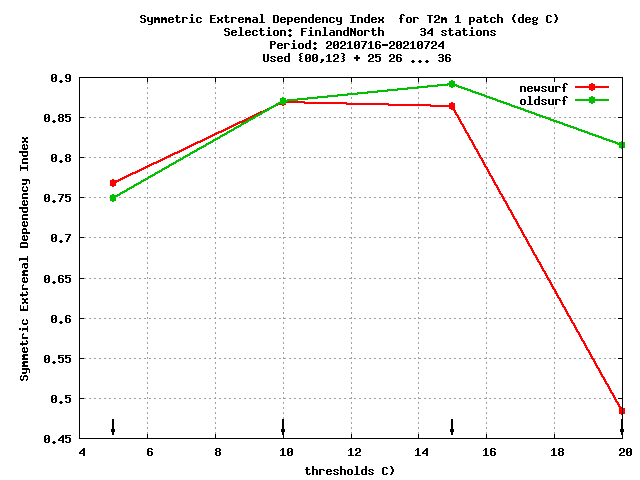 Symmetric Extremal Dependency Index  for T2m 1 patch (deg C)
Selection: FinlandNorth     34 stations
Period: 20210716-20210724
Used {00,12} + 25 26 ... 36
newsurf
oldsurf
Symmetric Extremal Dependency Index
0.9
0.85
0.8
0.75
0.7
0.65
0.6
0.55
0.5
0.45
4 6 8 10 12 14 16 18 20
thresholds C)